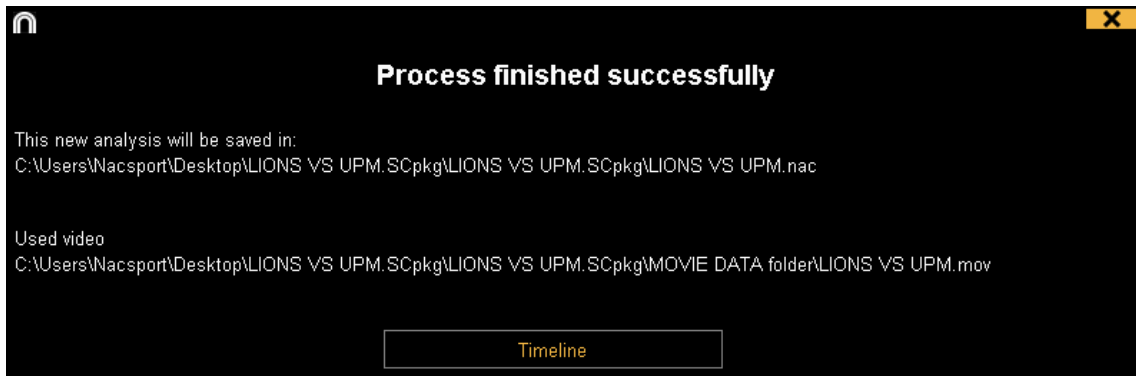 Process finished successfully
This new analysis will be saved in:
C:\Users\Nacsport\Desktop\LIONS VS UPM.SCpkg\LIONS VS UPM.SCpkg\LIONS VS UPM.nac
Used video
C:\Users\Nacsport\Desktop\LIONS VS UPM.SCpkg\LIONS VS UPM.SCpkg\MOVIE DATA folder\LIONS VS UPM.mov
Timeline